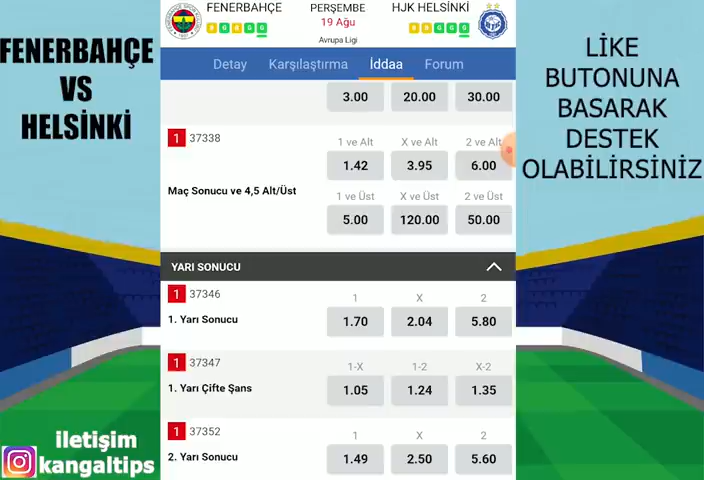 FENERBAHÇE
VS
HELSİNKİ
FENERBAHÇE
B G G G G
PERŞEMBE
19 Ağu
Avrupa Ligi
HJK HELSİNKİ
B B G G G
Detay Karşılaştırma İddaa Forum
3.00 20.00 30.00
1 37338
1 ve Alt X ve Alt 2 ve Alt
1.42 3.95 6.00
Maç Sonucu ve 4,5 Alt/Üst
1 ve Üst X ve Üst 2 ve Üst
5.00 120.00 50.00
YARI SONUCU
1 37346
1 X 2
1. Yarı Sonucu
1.70 2.04 5.80
1 37347
1-X 1-2 X-2
1. Yarı Çifte Şans
1.05 1.24 1.35
1 37352
1 X 2
2. Yarı Sonucu
1.49 2.50 5.60
LİKE
BUTONUNA
BASARAK
DESTEK
OLABİLİRSİNİZ
iletişim
kangaltips